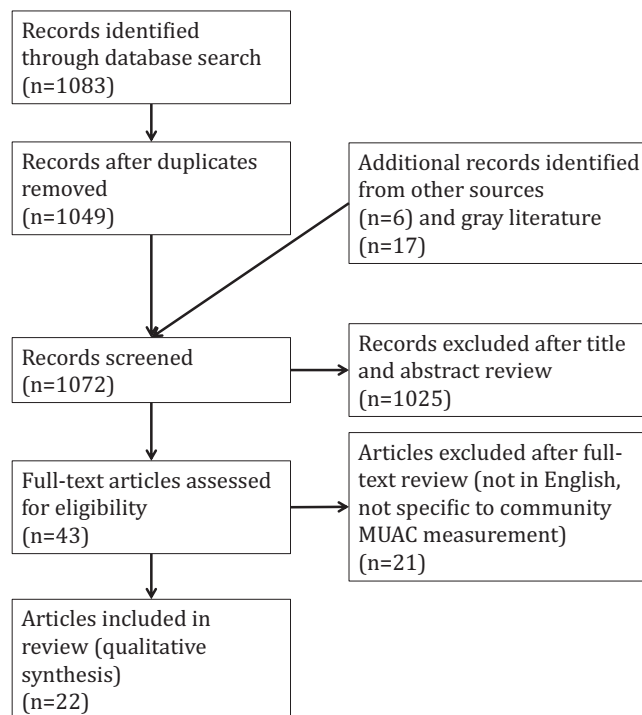 Records identified
through database search
(n=1083)
Records after duplicates
removed
(n=1049)
Additional records identified
from other sources
(n=6) and gray literature
(n=17)
Records screened
(n=1072)
Records excluded after title
and abstract review
(n=1025)
Full-text articles assessed
for eligibility
(n=43)
Articles excluded after full-
text review (not in English,
not specific to community
MUAC measurement)
(n=21)
Articles included in
review (qualitative
synthesis)
(n=22)